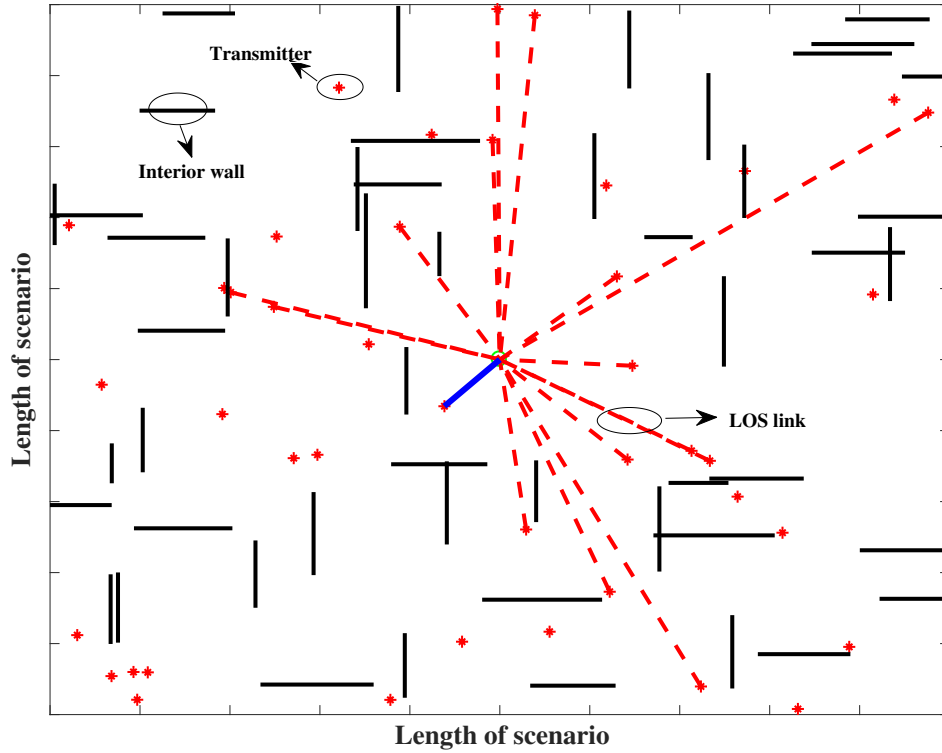 Transmitter
Interior wall
LOS link
Length of scenario
Length of scenario